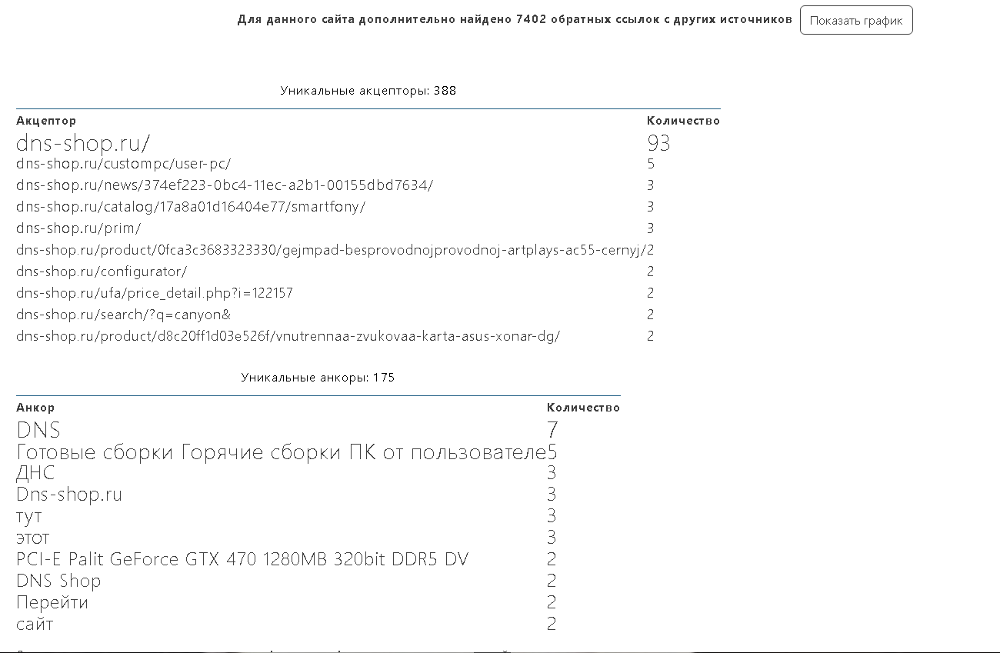 Для данного сайта дополнительно найдено 7402 обратных ссылок с других источников Показать график
Уникальные акцепторы: 388
Акцептор Количество
dns-shop.ru/ 93
dns-shop.ru/custompc/user-pc/ 5
dns-shop.ru/news/374ef223-0bc4-11ec-a2b1-00155dbd7634/ 3
dns-shop.ru/catalog/17a8a01d16404e77/smartfony/ 3
dns-shop.ru/prim/ 3
dns-shop.ru/product/0fca3c3683323330/gejmpad-besprovodnojprovodnoj-artplays-ac55-cernyj/ 2
dns-shop.ru/configurator/ 2
dns-shop.ru/ufa/price_detail.php?i=122157 2
dns-shop.ru/search/?q=canyon& 2
dns-shop.ru/product/d8c20ff1d03e526f/vnutrennaa-zvukovaa-karta-asus-xonar-dg/ 2
Уникальные анкоры: 175
Анкор Количество
DNS 7
Готовые сборки Горячие сборки ПК от пользователе 5
ДНС 3
Dns-shop.ru 3
тут 3
этот 3
PCI-E Palit GeForce GTX 470 1280MB 320bit DDR5 DV 2
DNS Shop 2
Перейти 2
сайт 2